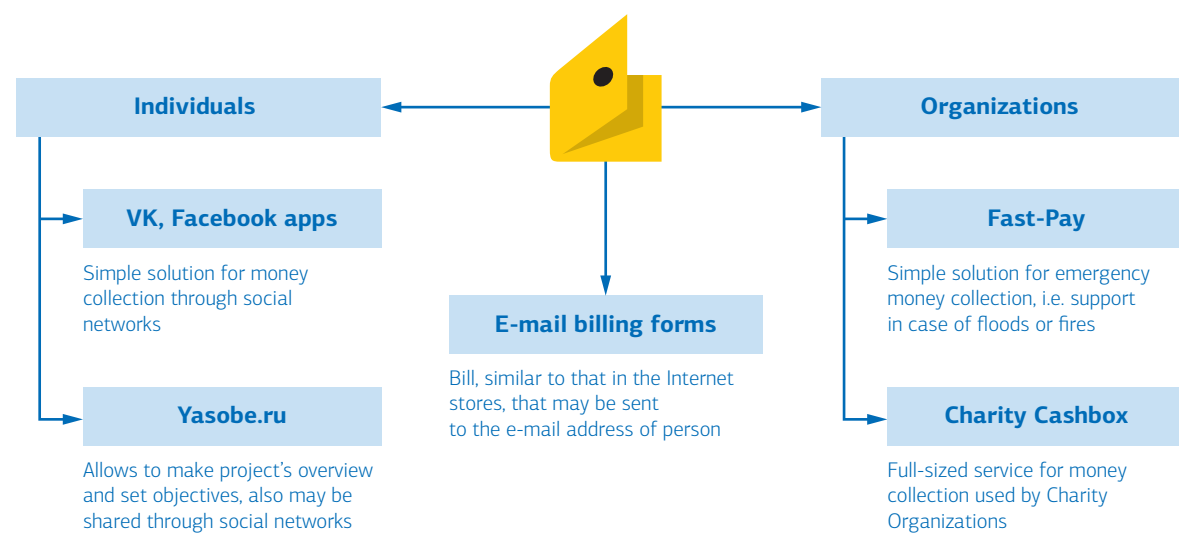 Individuals
VK, Facebook apps
Simple solution for money
collection through social
networks
Yasobe.ru
Allows to make project's overview
and set objectives, also may be
shared through social networks
E-mail billing forms
Bill, similar to that in the Internet
stores, that may be sent
to the e-mail address of person
Organizations
Fast-Pay
Simple solution for emergency
money collection, i.e. support
in case of floods or fires
Charity Cashbox
Full-sized service for money
collection used by Charity
Organizations